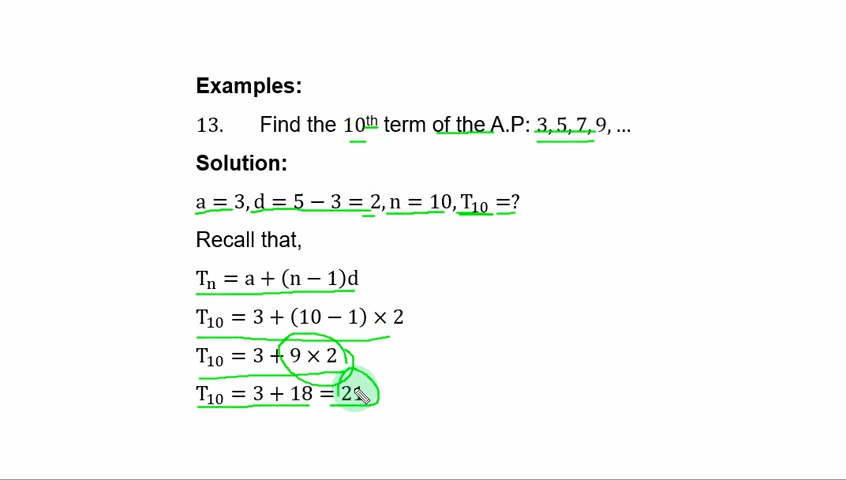 Examples:
13. Find the 10th term of the A.P: 3, 5, 7, 9, ...
Solution:
a = 3, d = 5 − 3 = 2, n = 10, T₁₀ =?
Recall that,
Tₙ = a + (n − 1)d
T₁₀ = 3 + (10 − 1) × 2
T₁₀ = 3 + 9 × 2
T₁₀ = 3 + 18 = 21